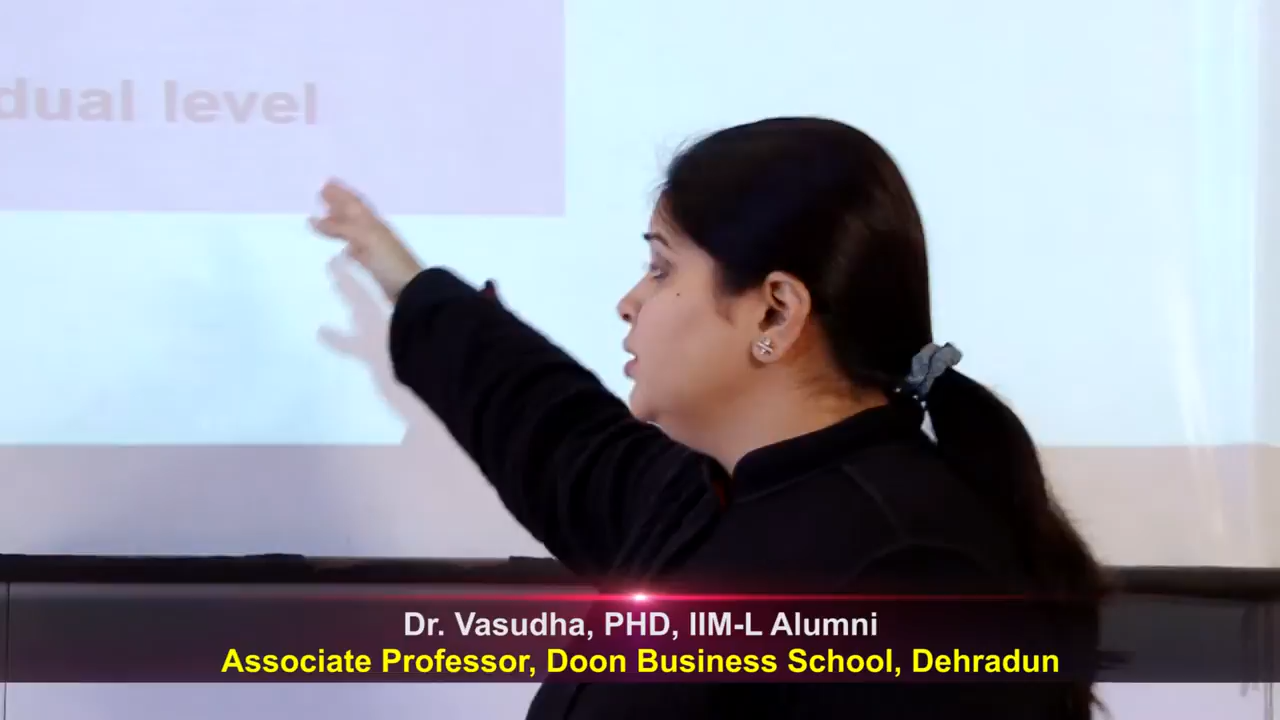 dual level
Dr. Vasudha, PHD, IIM-L Alumni
Associate Professor, Doon Business School, Dehradun